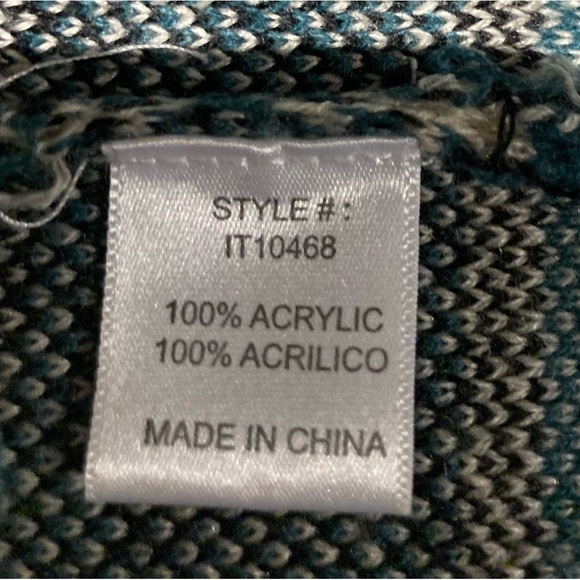 STYLE # :
IT10468
100% ACRYLIC
100% ACRILICO
MADE IN CHINA